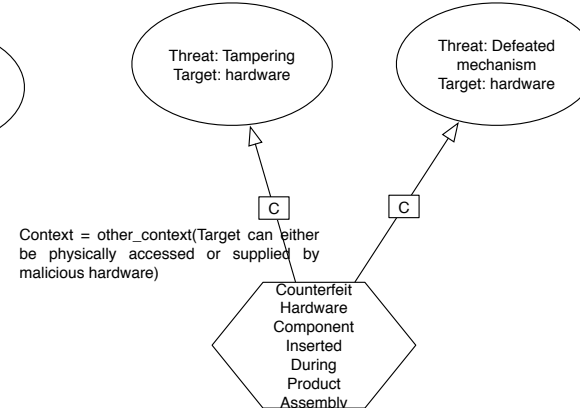 Threat: Tampering
Target: hardware
Threat: Defeated
mechanism
Target: hardware
C
C
Context = other_context(Target can either
be physically accessed or supplied by
malicious hardware)
Counterfeit
Hardware
Component
Inserted
During
Product
Assembly